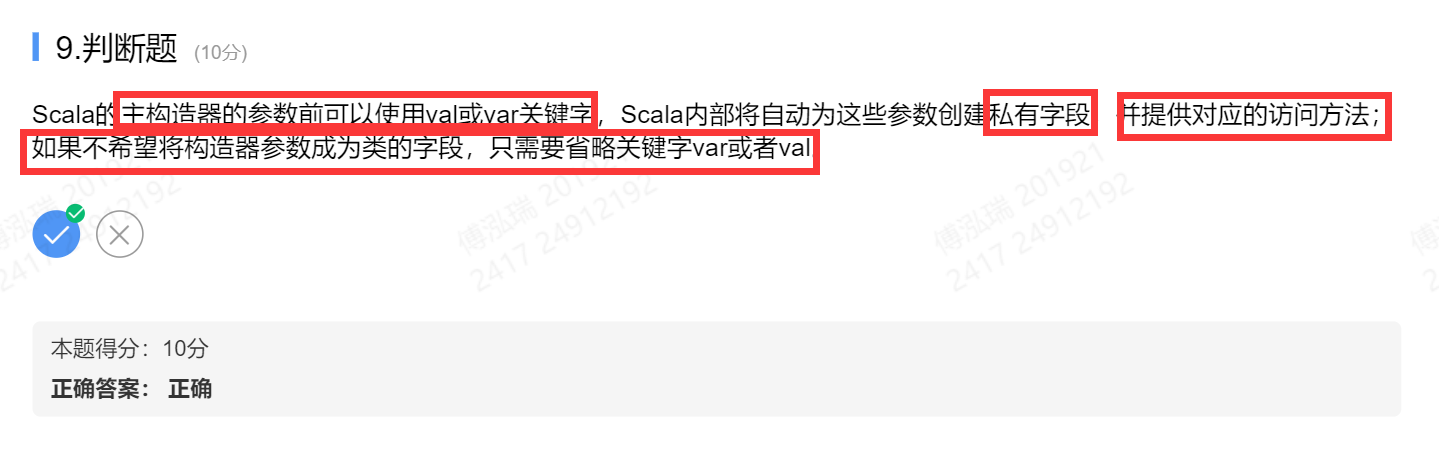 9.判断题 (10分)
Scala的主构造器的参数前可以使用val或var关键字，Scala内部将自动为这些参数创建私有字段 并提供对应的访问方法；
如果不希望将构造器参数成为类的字段，只需要省略关键字var或者val
傅泓瑞 201921
2417 24912192
傅泓瑞 201921
2417 24912192
本题得分：10分
正确答案： 正确